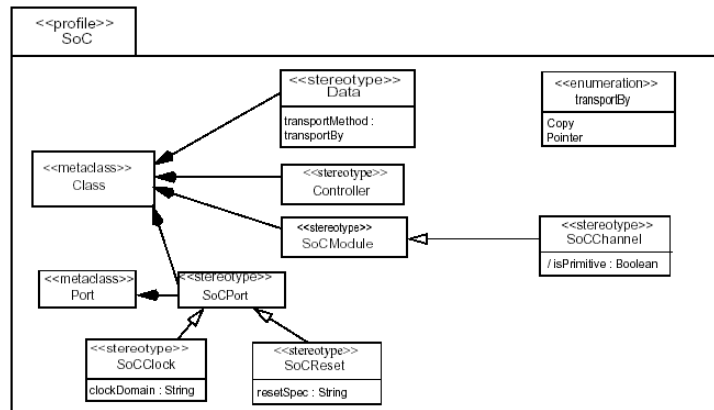 <<profile>>
SoC
<<stereotype>>
Data
transportMethod :
transportBy
<<enumeration>>
transportBy
Copy
Pointer
<<metaclass>>
Class
<<stereotype>>
Controller
<<stereotype>>
SoCModule
<<stereotype>>
SoCChannel
/ isPrimitive : Boolean
<<metaclass>>
Port
<<stereotype>>
SoCPort
<<stereotype>>
SoCClock
clockDomain : String
<<stereotype>>
SoCReset
resetSpec : String